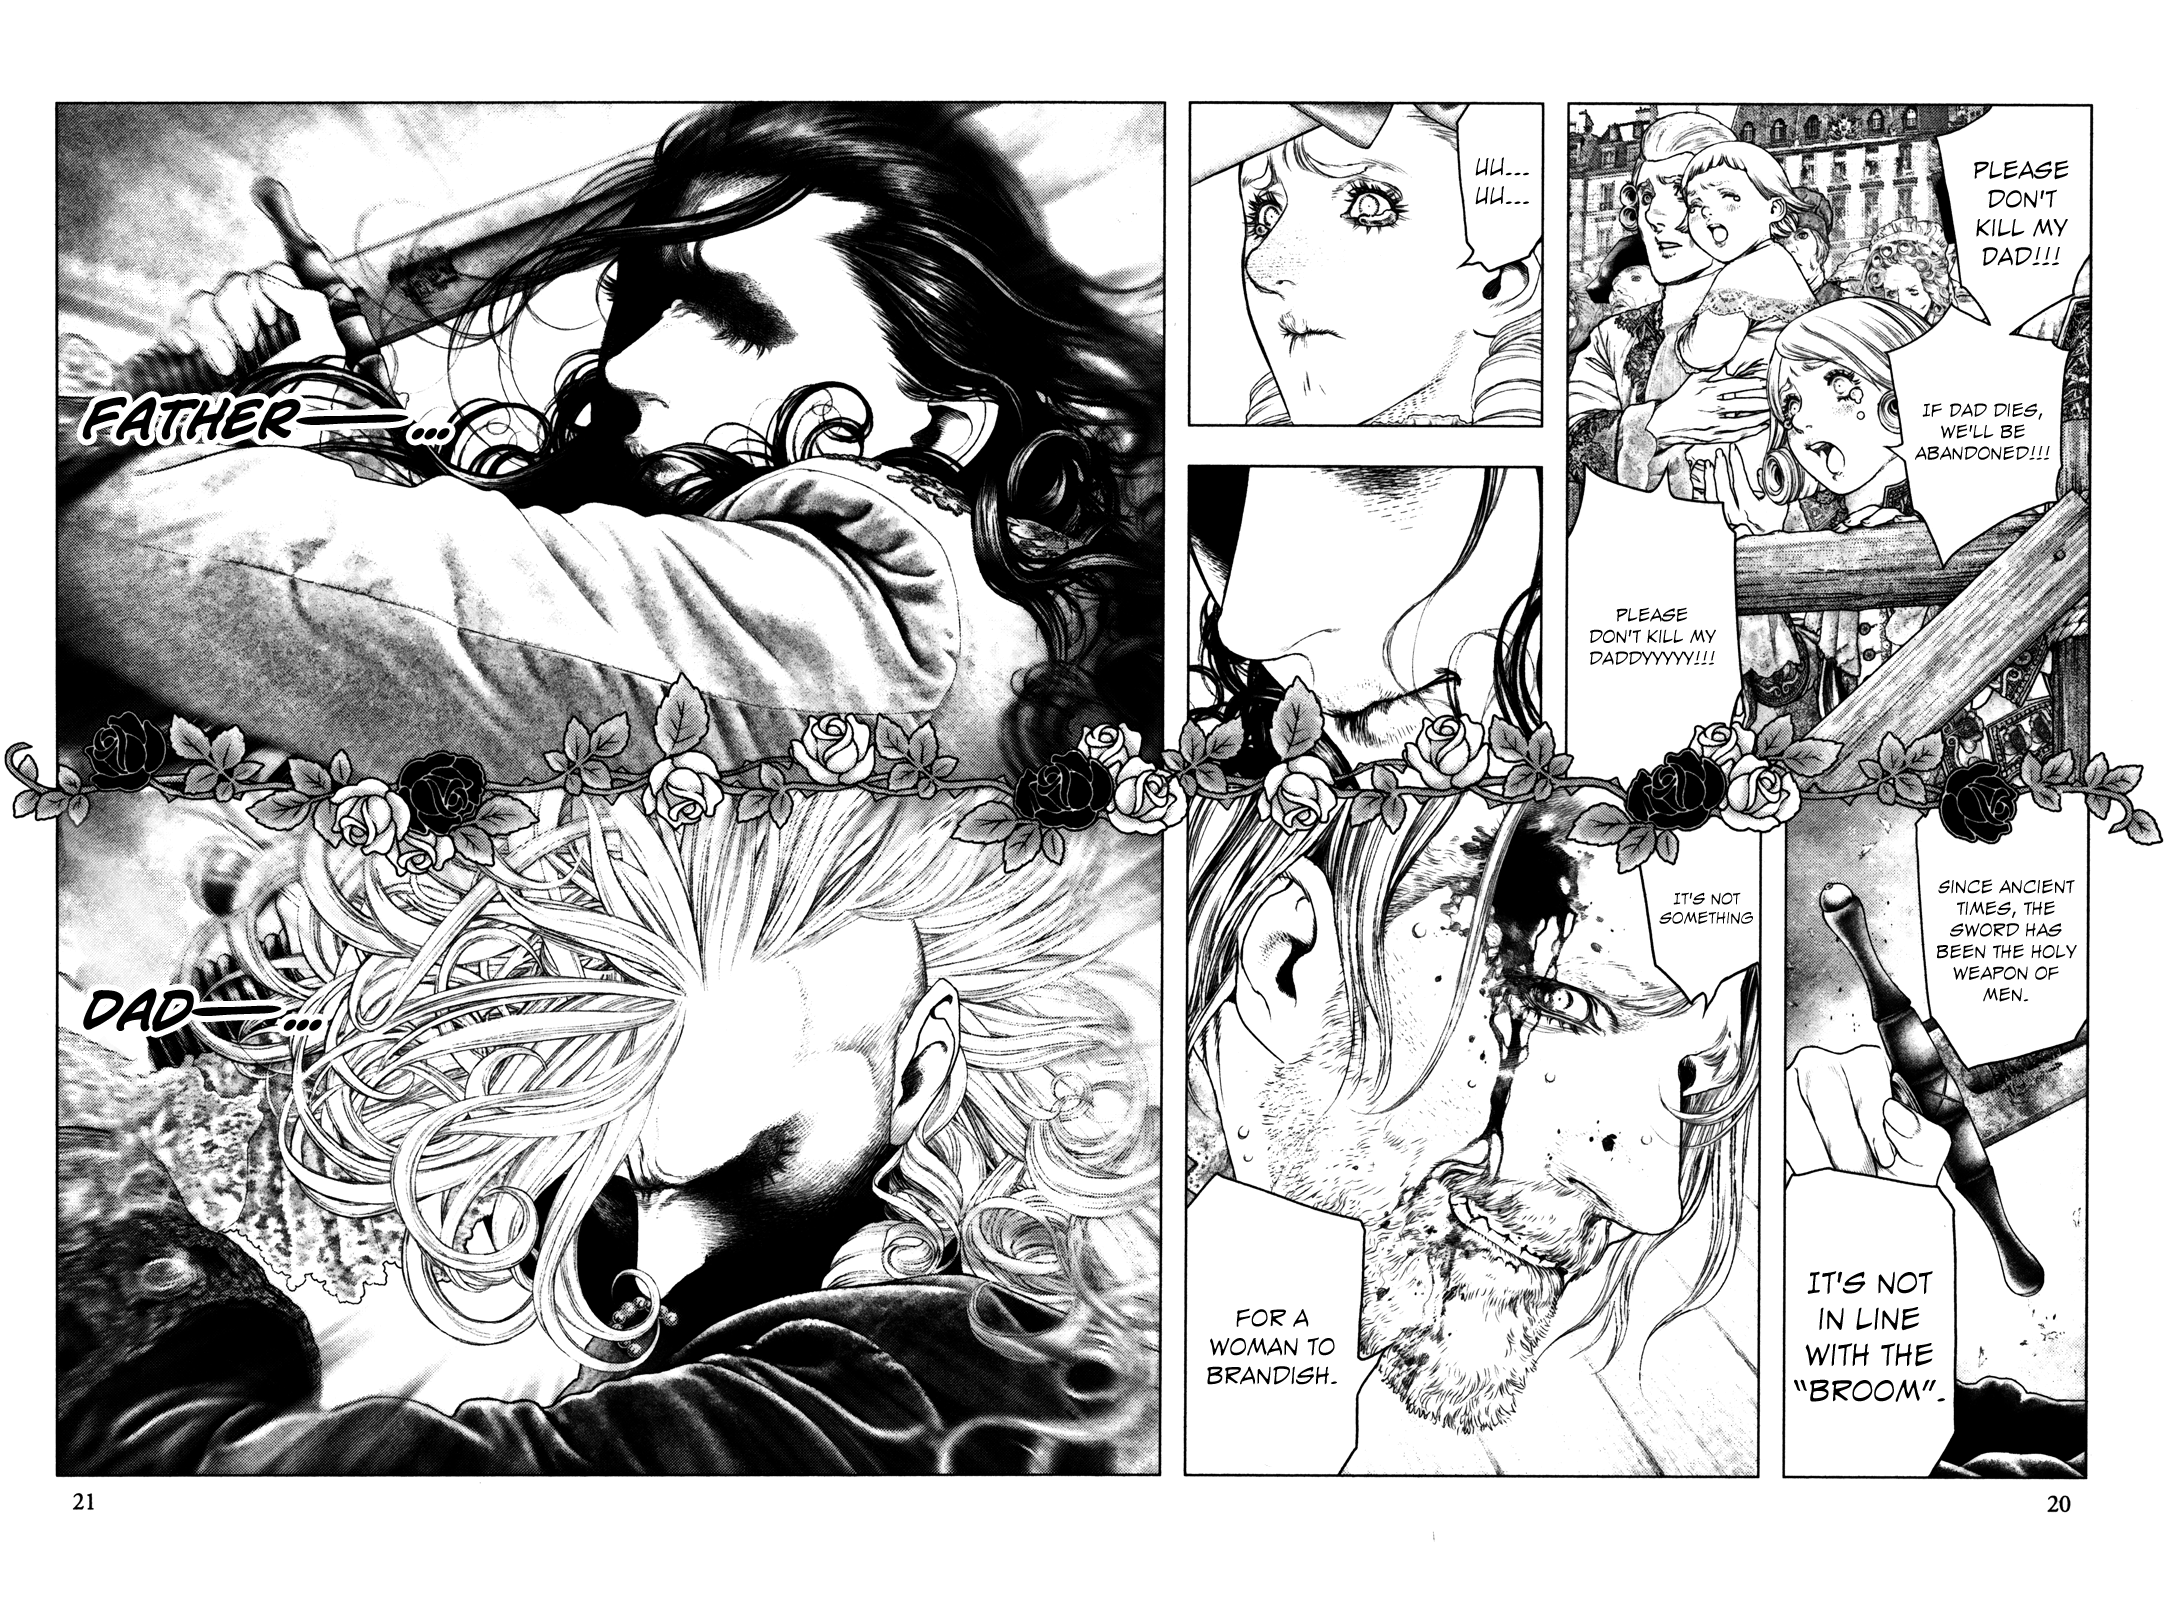 PLEASE
DON'T
KILL MY
DAD!!!
IF DAD DIES,
WE'LL BE
ABANDONED!!!
PLEASE
DON'T KILL MY
DADDYYYYY!!!
UU...
UU...
FATHER—...
SINCE ANCIENT
TIMES, THE
SWORD HAS
BEEN THE HOLY
WEAPON OF
MEN.
IT'S NOT
IN LINE
WITH THE
"BROOM".
IT'S NOT
SOMETHING
FOR A
WOMAN TO
BRANDISH.
DAD—...
21
20